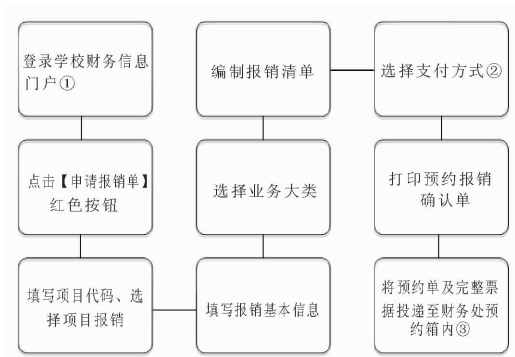 登录学校财务信息
门户①
点击【申请报销单】
红色按钮
填写项目代码、选
择项目报销
填写报销基本信息
选择业务大类
编制报销清单
选择支付方式②
打印预约报销
确认单
将预约单及完整票
据投递至财务处预
约箱内③